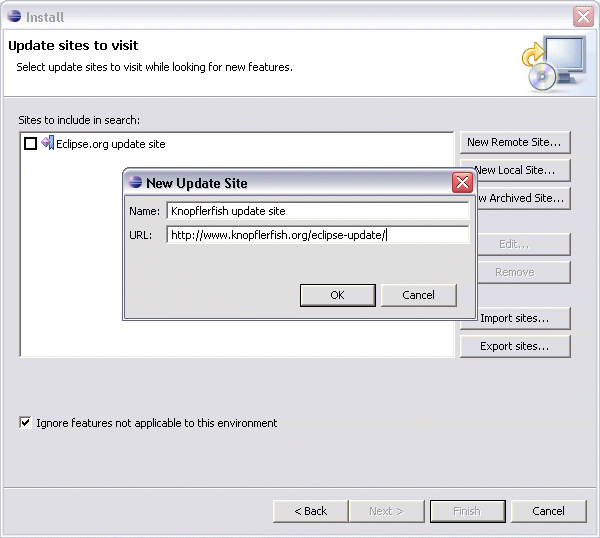 Install
Update sites to visit
Select update sites to visit while looking for new features.
Sites to include in search:
Eclipse.org update site
New Remote Site...
New Local Site...
w Archived Site...
Edit...
Remove
Import sites...
Export sites...
New Update Site
Name: Knopflerfish update site
URL: http://www.knopflerfish.org/eclipse-update/
OK Cancel
Ignore features not applicable to this environment
< Back Next > Finish Cancel